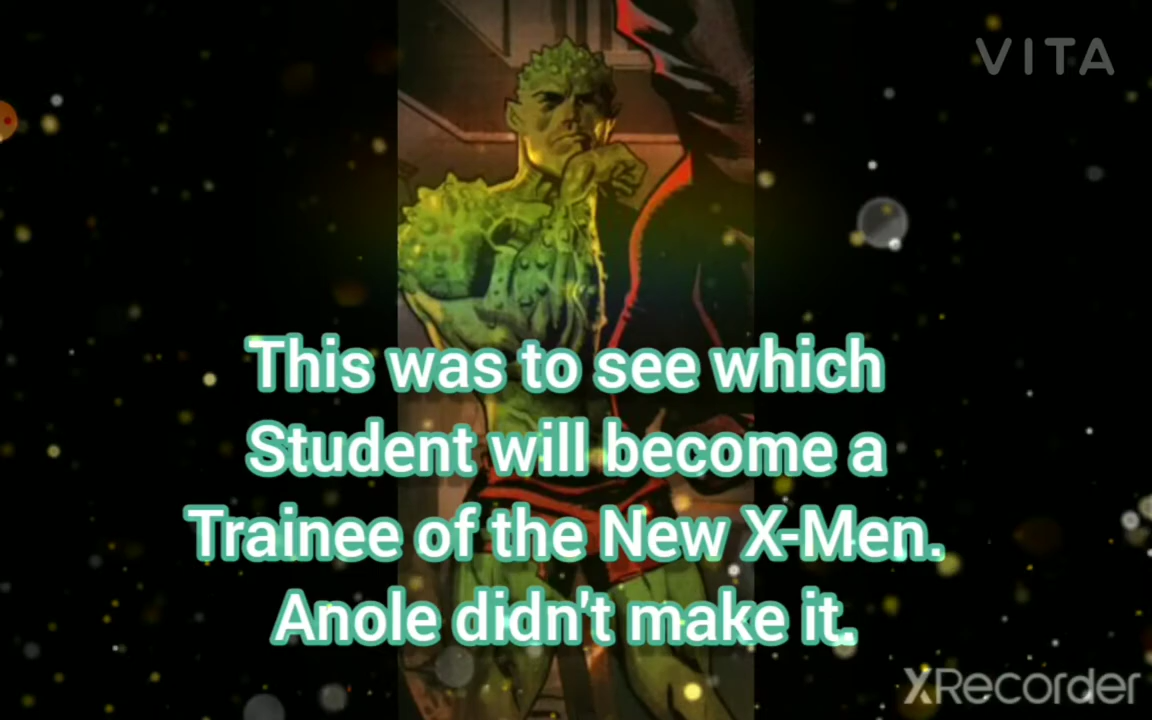 VITA
This was to see which
Student will become a
Trainee of the New X-Men.
Anole didn't make it.
XRecorder